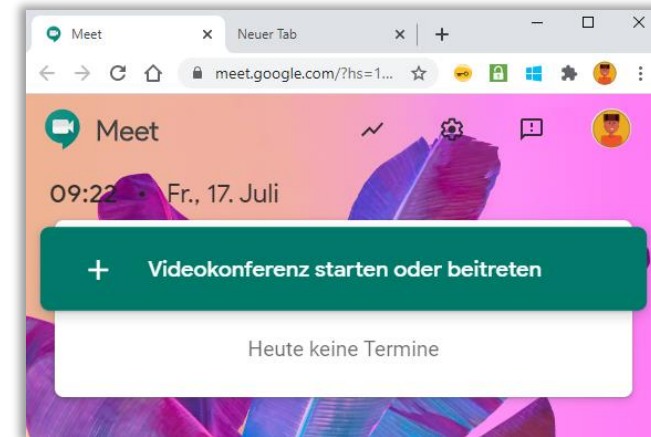 Meet
Neuer Tab
meet.google.com/?hs=1...
Meet
09:22 · Fr., 17. Juli
+ Videokonferenz starten oder beitreten
Heute keine Termine